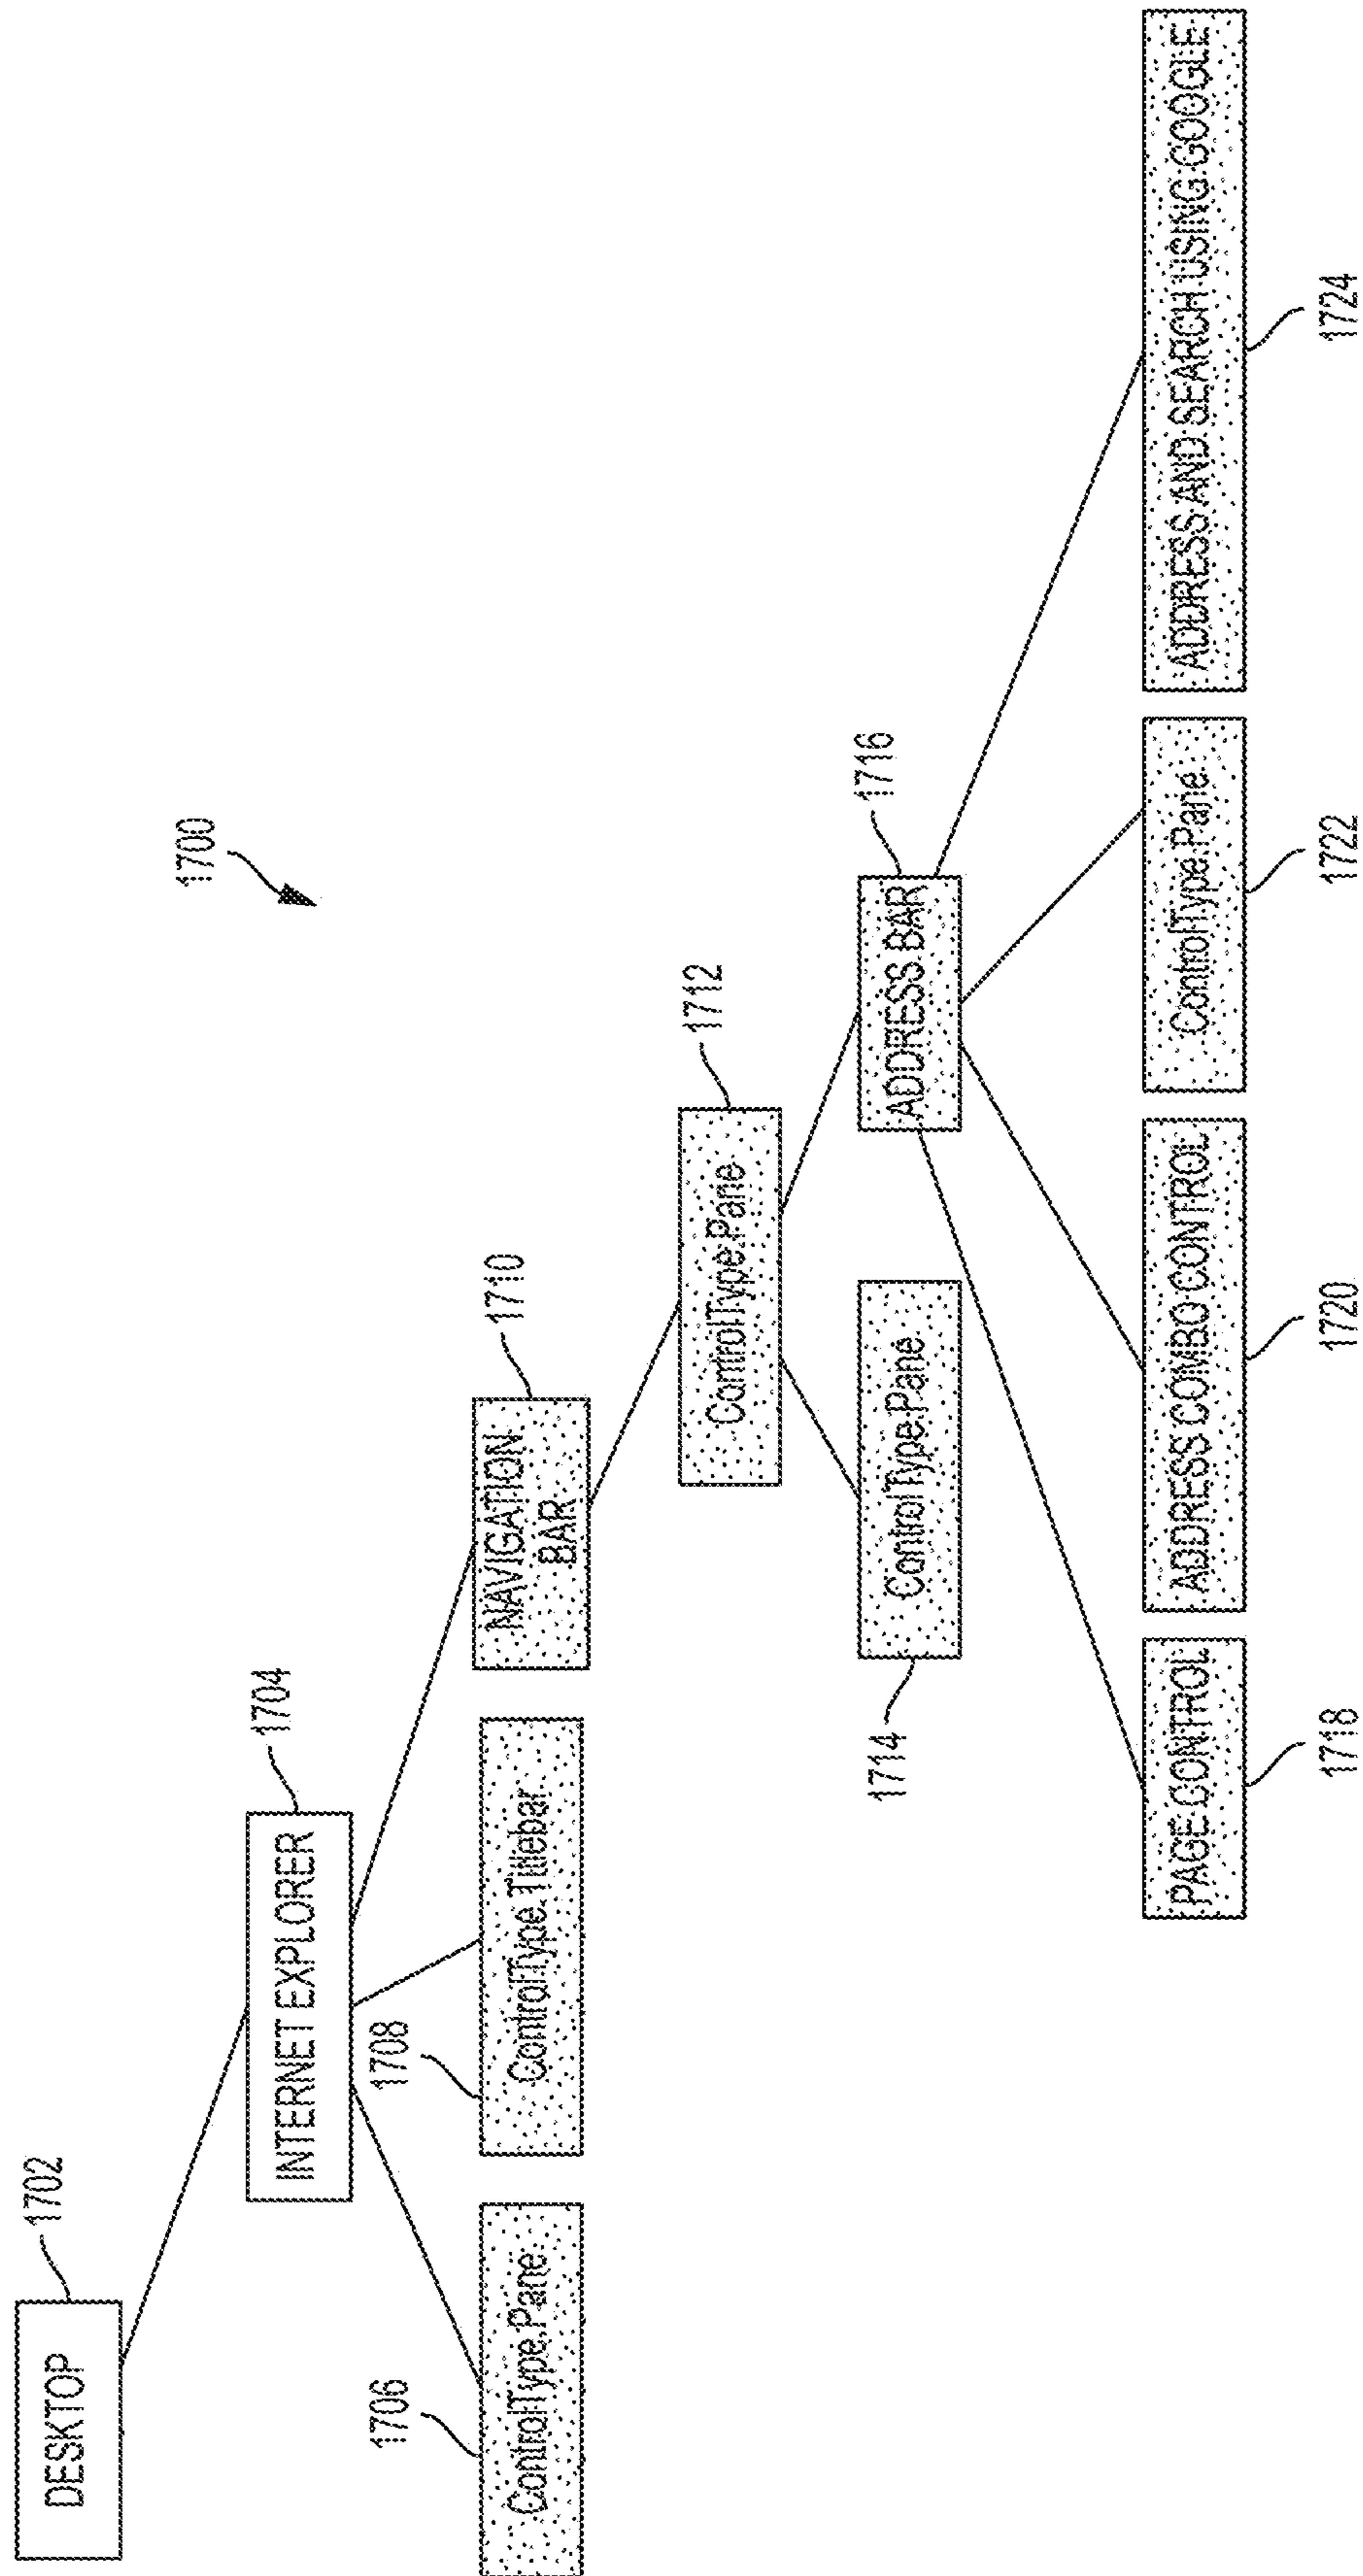 1700
DESKTOP
1702
INTERNET EXPLORER
1704
1706
ControlType.Pane
1708
ControlType.Titlebar
NAVIGATION
BAR
1710
ControlType.Pane
1712
1714
ControlType.Pane
ADDRESS BAR
1716
PAGE CONTROL
1718
ADDRESS COMBO CONTROL
1720
ControlType.Pane
1722
ADDRESS AND SEARCH USING GOOGLE
1724